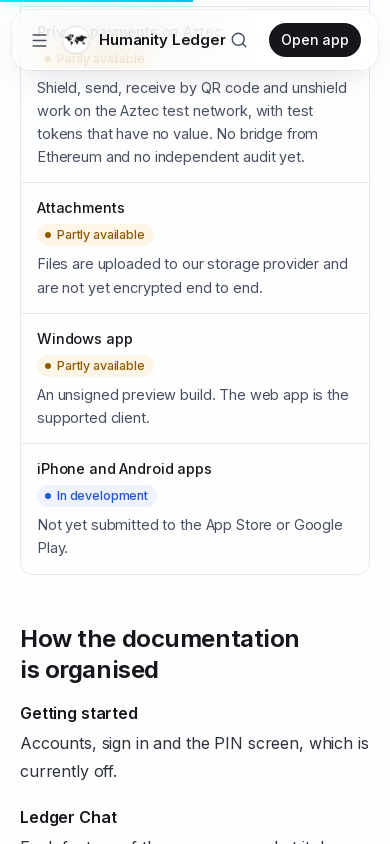 Private payments on Aztec
Partly available
Humanity Ledger
Open app
Shield, send, receive by QR code and unshield
work on the Aztec test network, with test
tokens that have no value. No bridge from
Ethereum and no independent audit yet.
Attachments
Partly available
Files are uploaded to our storage provider and
are not yet encrypted end to end.
Windows app
Partly available
An unsigned preview build. The web app is the
supported client.
iPhone and Android apps
In development
Not yet submitted to the App Store or Google
Play.
How the documentation
is organised
Getting started
Accounts, sign in and the PIN screen, which is
currently off.
Ledger Chat